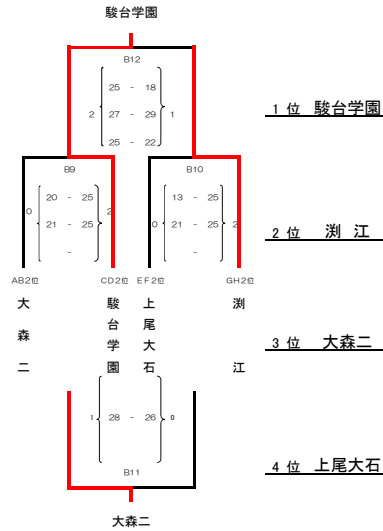 駿台学園
B12
25 - 18
2 27 - 29 1
25 - 22
1 位 駿台学園
B9 B10
20 - 25 13 - 25
0 21 - 25 2 0 21 - 25 2
- -
2 位 渕 江
AB2位 CD2位 EF2位 GH2位
大森二 駿台学園 上尾大石 渕江
3 位 大森二
1 28 - 26 0
B11
4 位 上尾大石
大森二